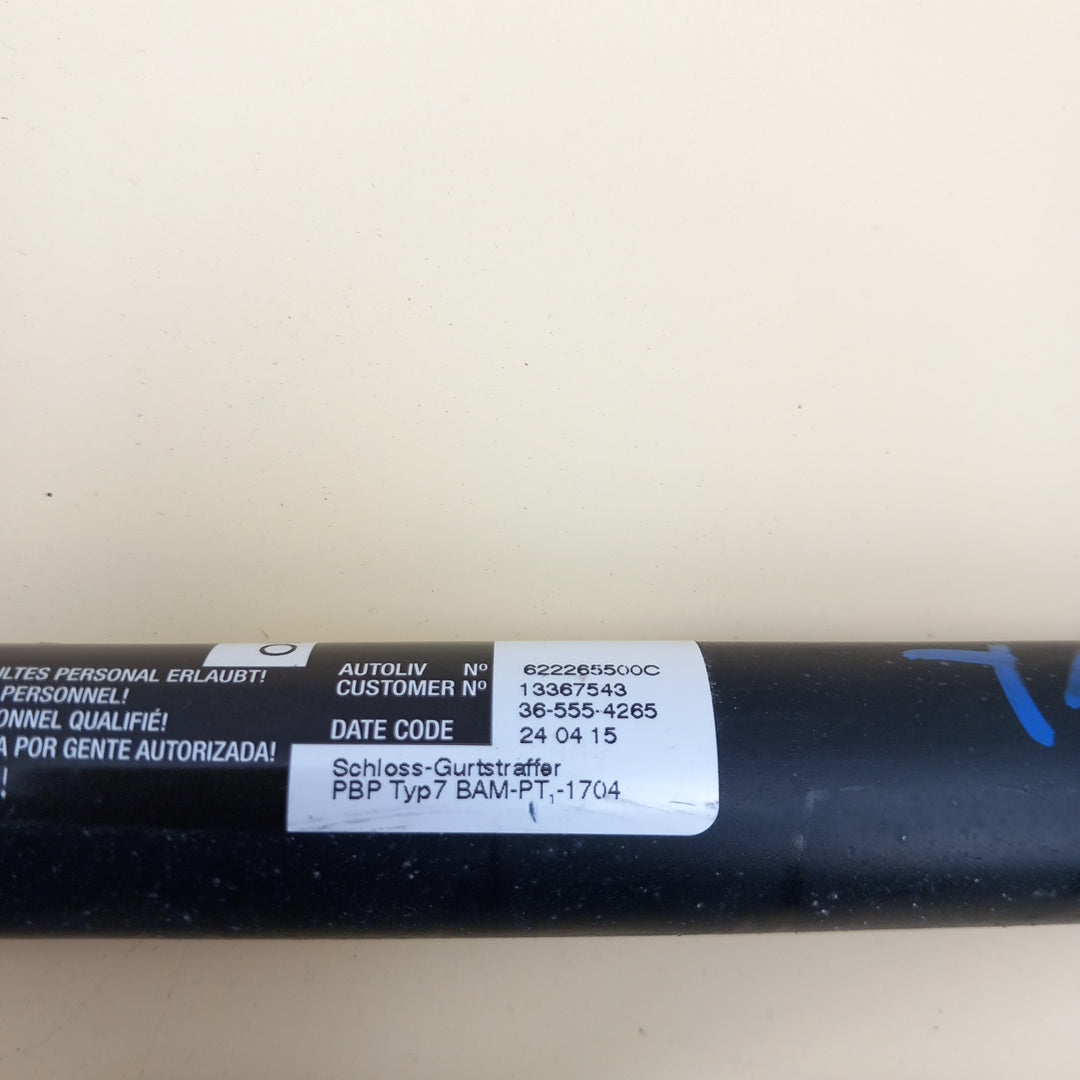 O
ULTES PERSONAL ERLAUBT!
PERSONNEL!
ONNEL QUALIFIÉ!
A POR GENTE AUTORIZADA!
!
AUTOLIV Nº 622265500C
CUSTOMER Nº 13367543
36-555-4265
DATE CODE 24 04 15
Schloss-Gurtstraffer
PBP Typ7 BAM-PT₁-1704